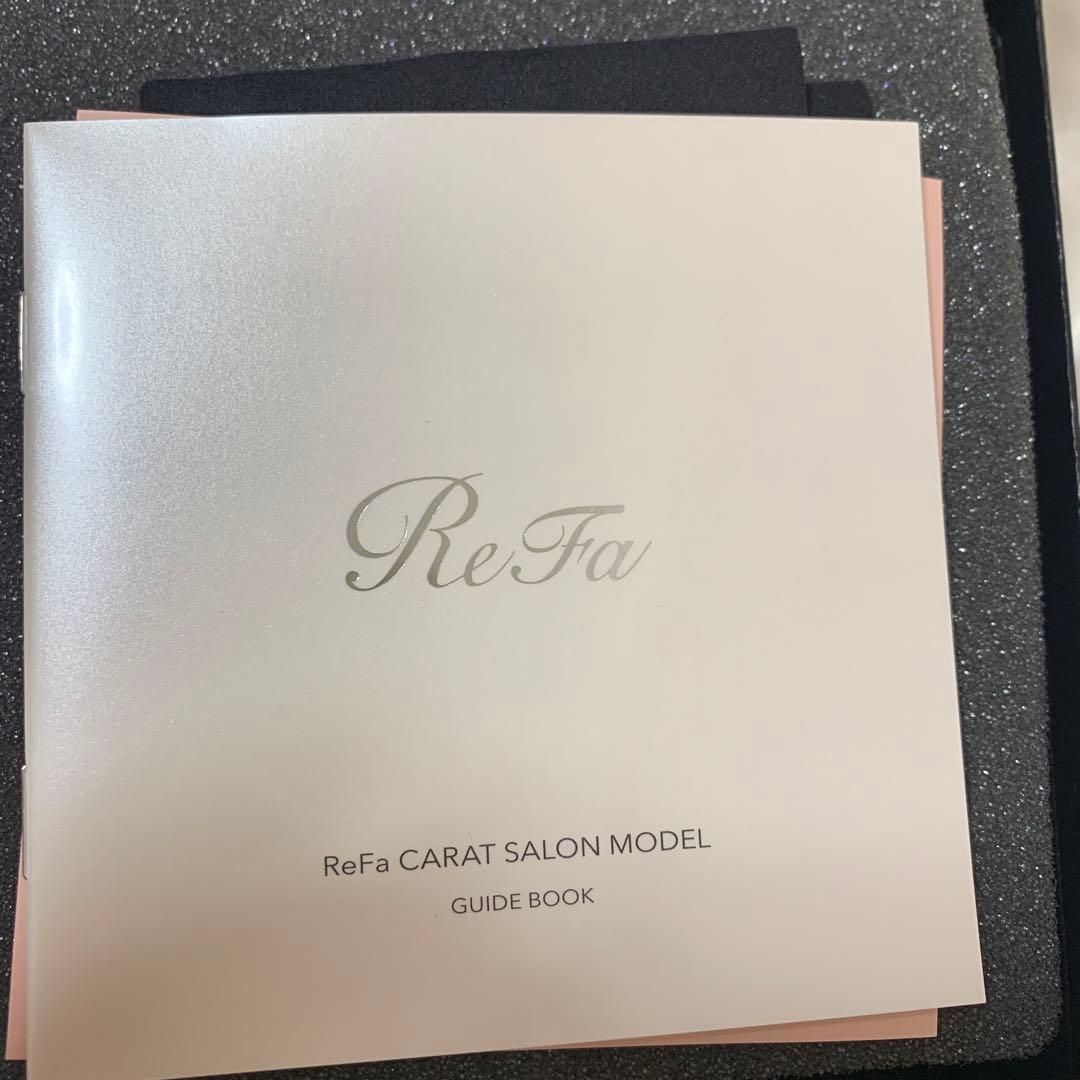 ReFa
ReFa CARAT SALON MODEL
GUIDE BOOK